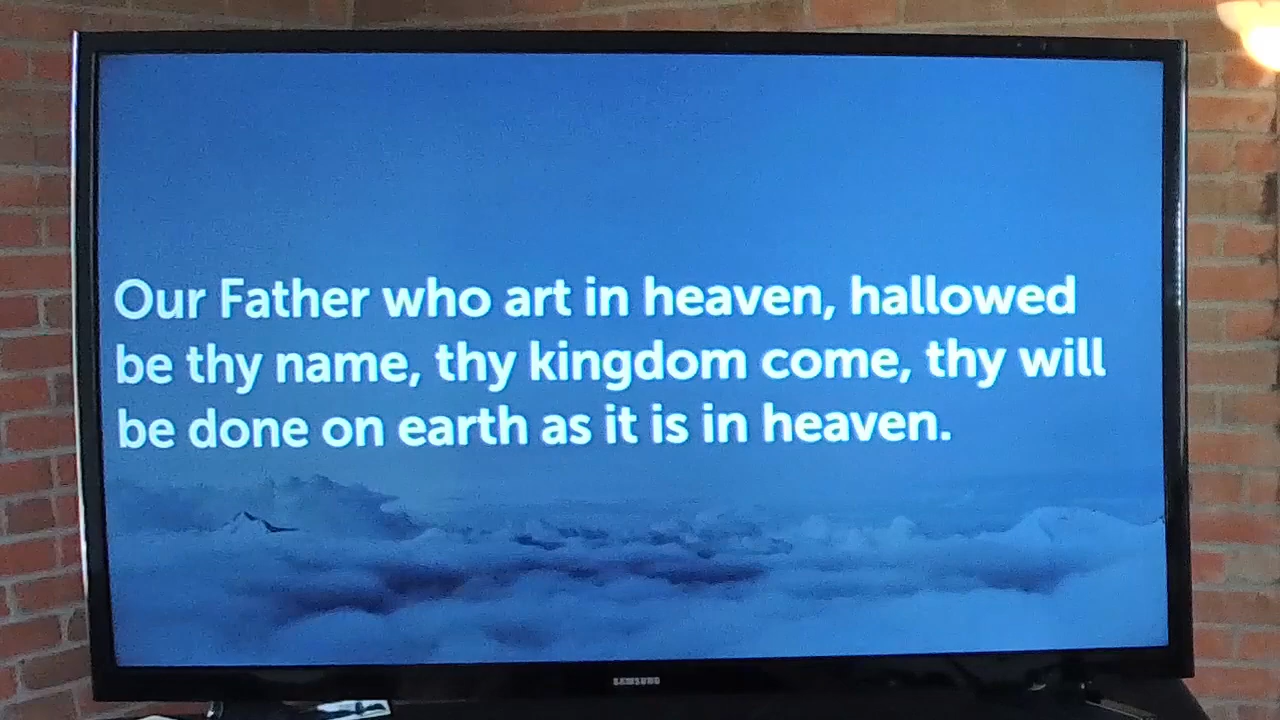 Our Father who art in heaven, hallowed
be thy name, thy kingdom come, thy will
be done on earth as it is in heaven.
SAMSUNG